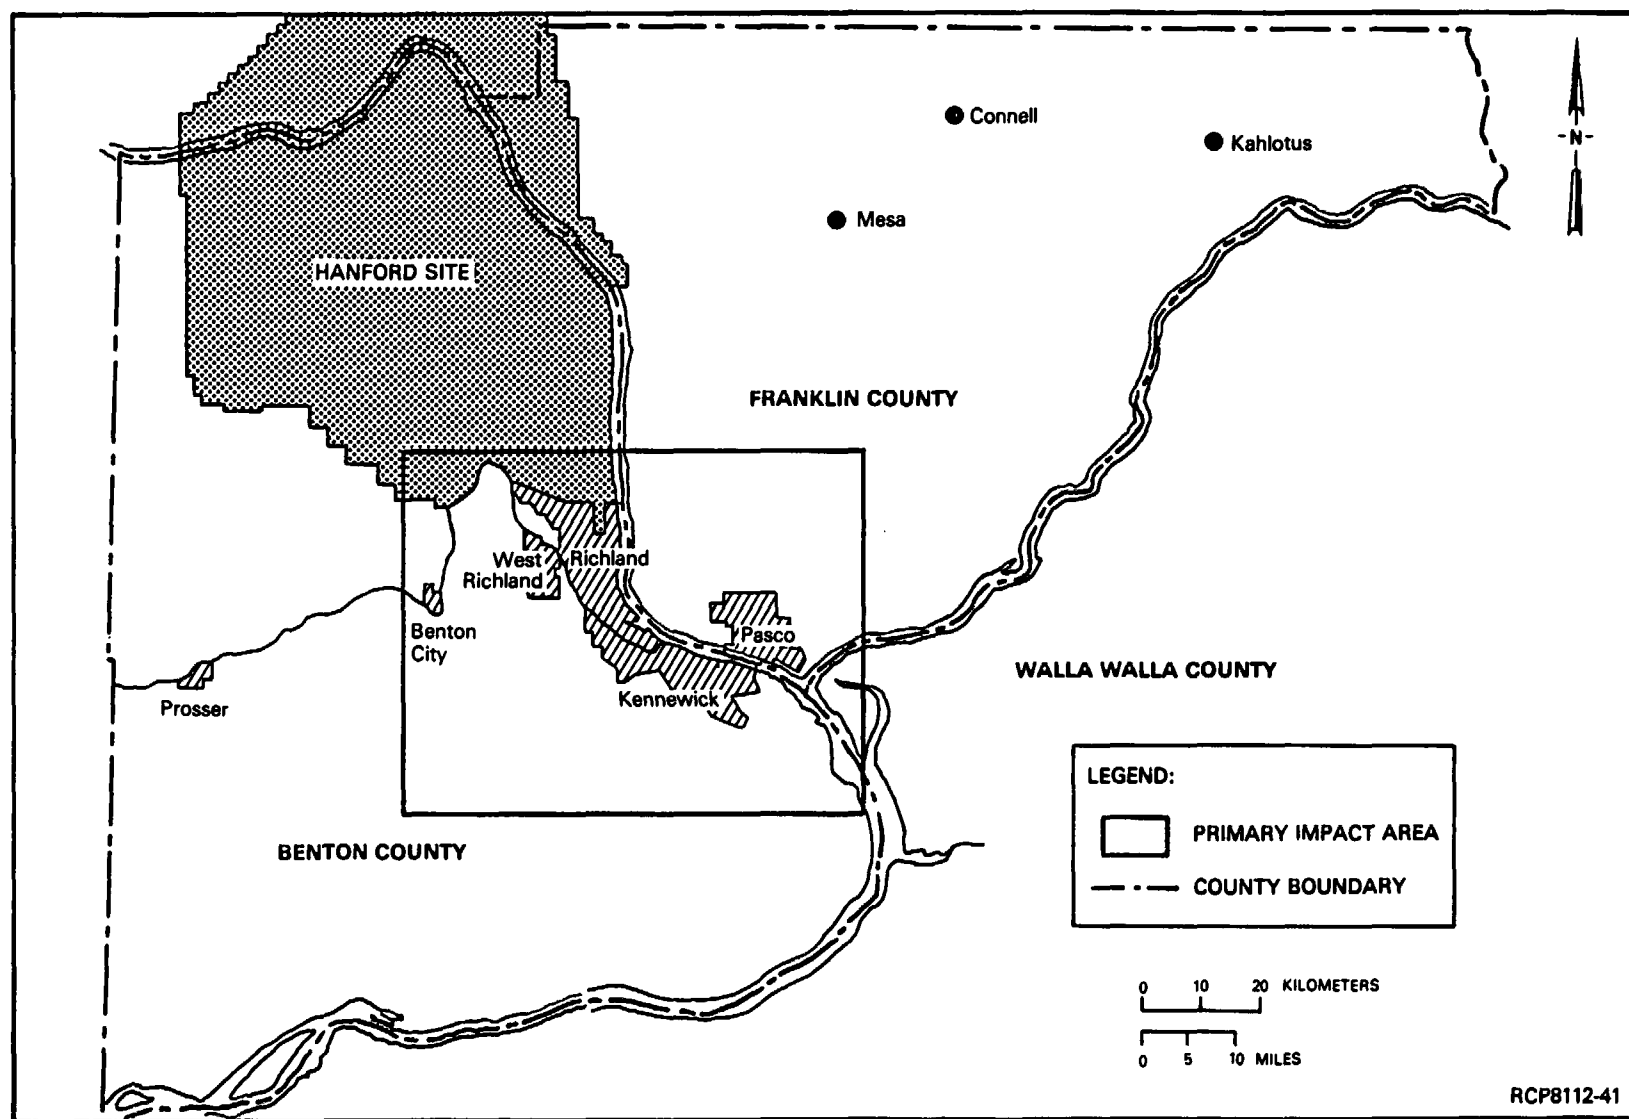 Connell
Kahlotus
-N-
Mesa
HANFORD SITE
FRANKLIN COUNTY
West
Richland
Richland
Benton
City
Pasco
Prosser
Kennewick
WALLA WALLA COUNTY
BENTON COUNTY
LEGEND:
PRIMARY IMPACT AREA
COUNTY BOUNDARY
0 10 20 KILOMETERS
0 5 10 MILES
RCP8112-41